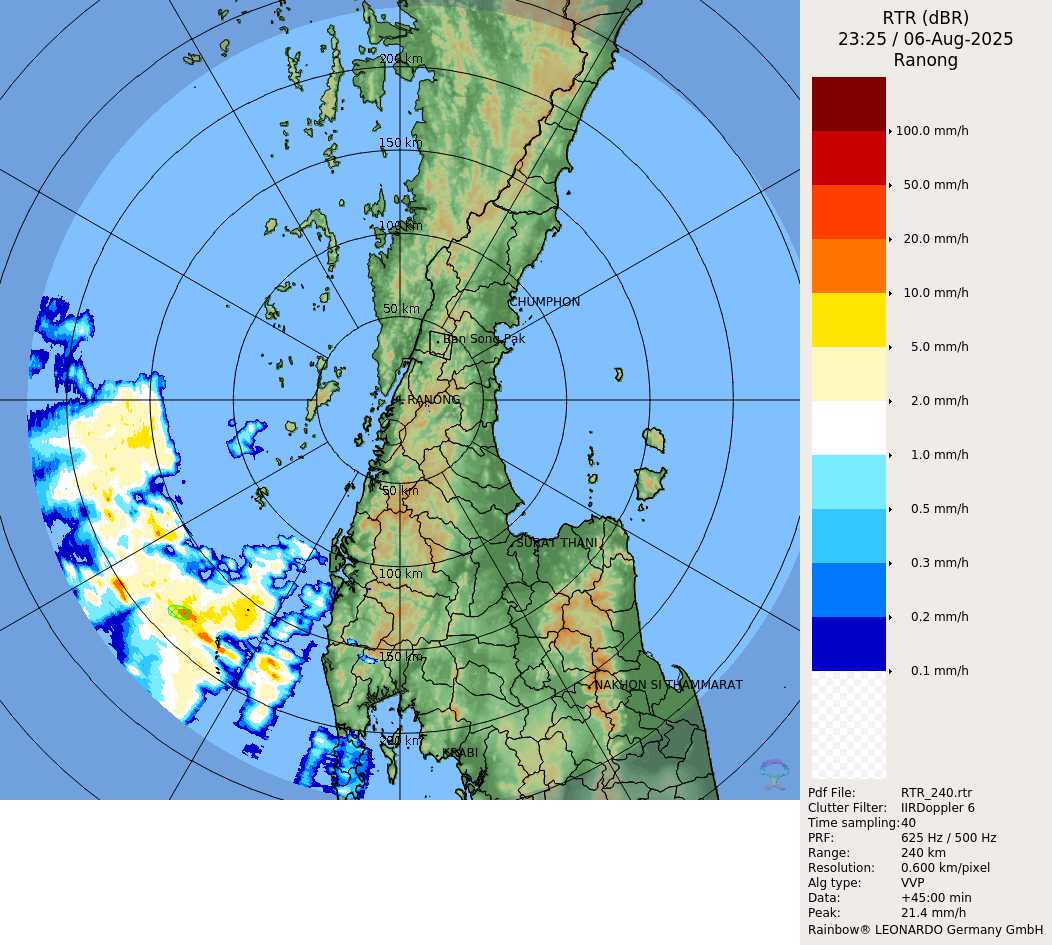 RTR (dBR)
23:25 / 06-Aug-2025
Ranong
200 km
150 km
100 km
50 km
CHUMPHON
Ban Song Pak
RANONG
50 km
SURAT THANI
100 km
150 km
NAKHON SI THAMMARAT
200 km
KRABI
100.0 mm/h
50.0 mm/h
20.0 mm/h
10.0 mm/h
5.0 mm/h
2.0 mm/h
1.0 mm/h
0.5 mm/h
0.3 mm/h
0.2 mm/h
0.1 mm/h
Pdf File: RTR_240.rtr
Clutter Filter: IIRDoppler 6
Time sampling:40
PRF: 625 Hz / 500 Hz
Range: 240 km
Resolution: 0.600 km/pixel
Alg type: VVP
Data: +45:00 min
Peak: 21.4 mm/h
Rainbow® LEONARDO Germany GmbH